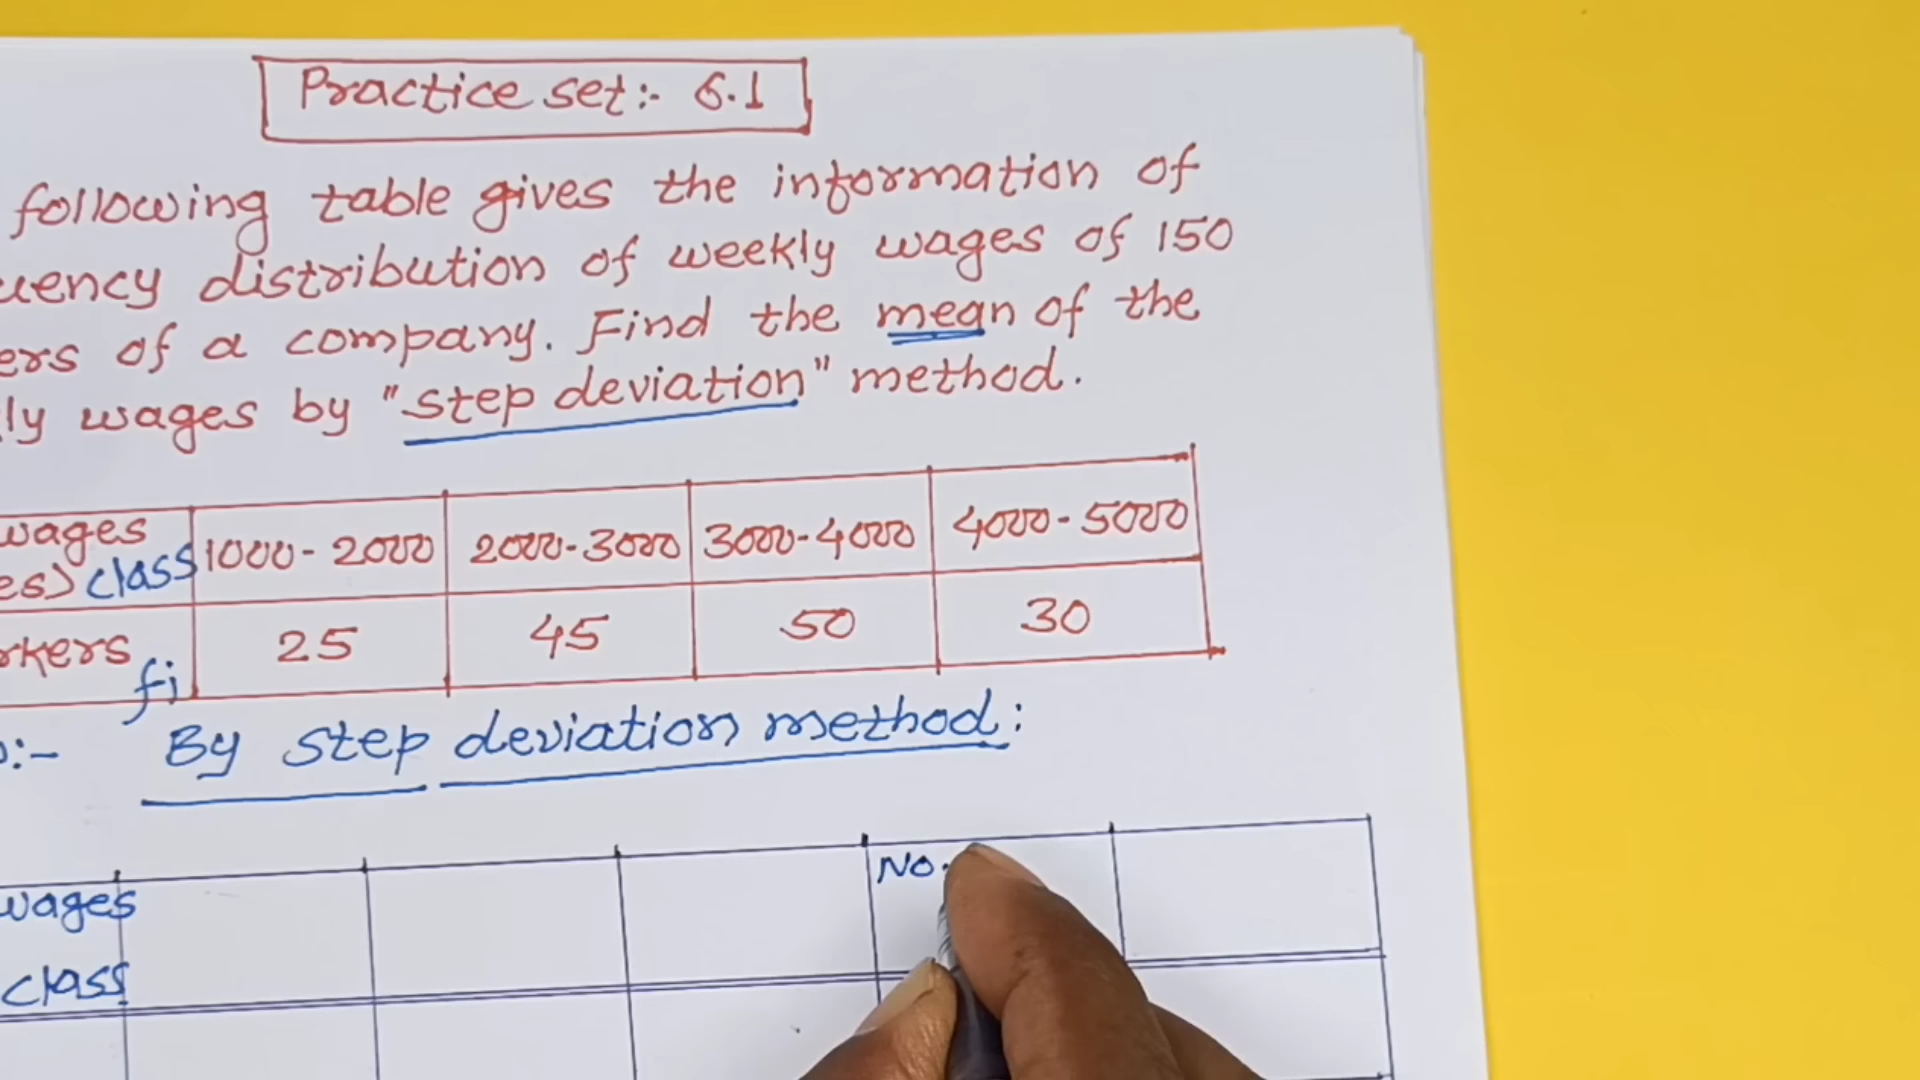 Practice set:- 6.1
following table gives the information of
uency distribution of weekly wages of 150
ers of a company. Find the mean of the
ly wages by "step deviation" method.
wages
es) class 1000-2000 2000-3000 3000-4000 4000-5000
rkers fi 25 45 50 30
:- By step deviation method:
wages No.
class